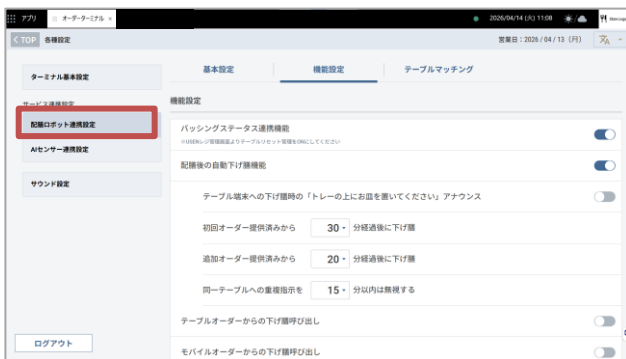 アプリ オーダーターミナル × 2026/04/14 (火) 11:08
< TOP 各種設定 営業日：2026 / 04 / 13 （月）
ターミナル基本設定
サービス連携設定
配膳ロボット連携設定
AIセンサー連携設定
サウンド設定
ログアウト
基本設定 機能設定 テーブルマッチング
機能設定
バッシングステータス連携機能
※USENレジ管理画面よりテーブルリセット管理をONにしてください
配膳後の自動下げ膳機能
テーブル端末への下げ膳時の「トレーの上にお皿を置いてください」アナウンス
初回オーダー提供済みから 30 分経過後に下げ膳
追加オーダー提供済みから 20 分経過後に下げ膳
同一テーブルへの重複指示を 15 分以内は無視する
テーブルオーダーからの下げ膳呼び出し
モバイルオーダーからの下げ膳呼び出し